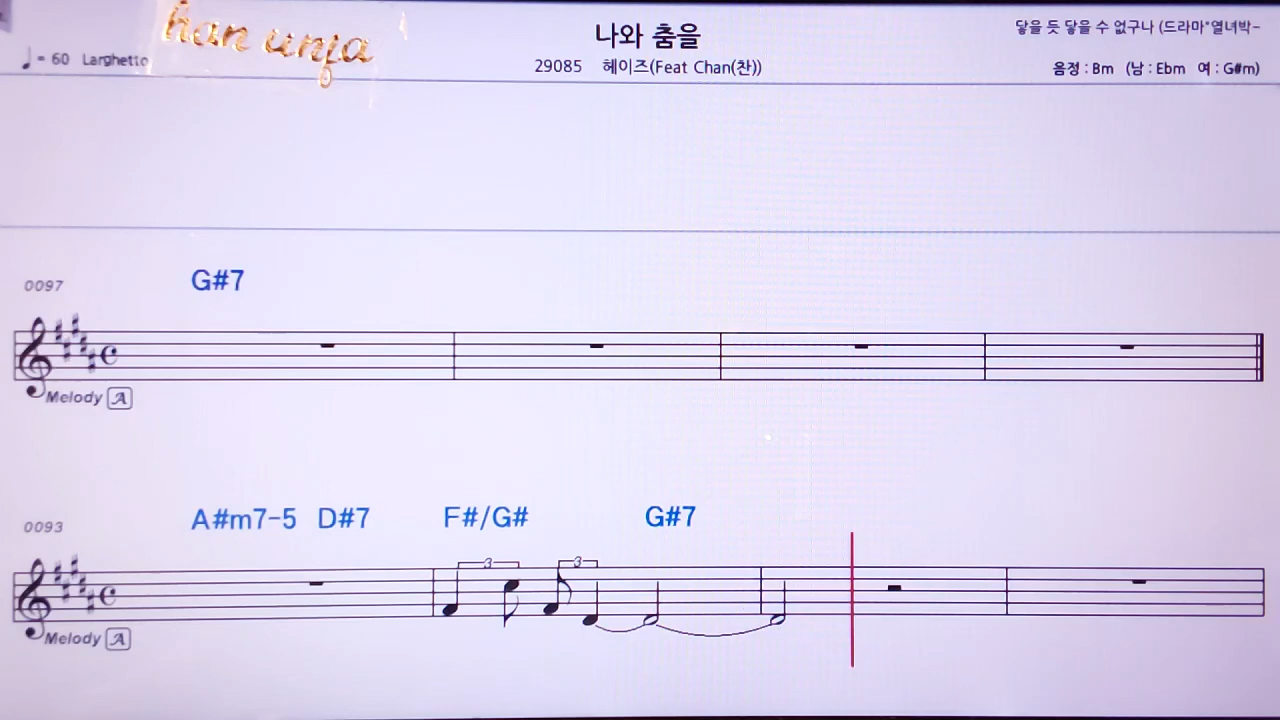 han unja
♩= 60 Larghetto
나와 춤을
29085 헤이즈(Feat Chan(찬))
닿을 듯 닿을 수 없구나 (드라마"열녀박-
음정 : Bm (남 : Ebm 여 : G#m)
0097 G#7
Melody A
0093 A#m7-5 D#7 F#/G# G#7
3 3
Melody A